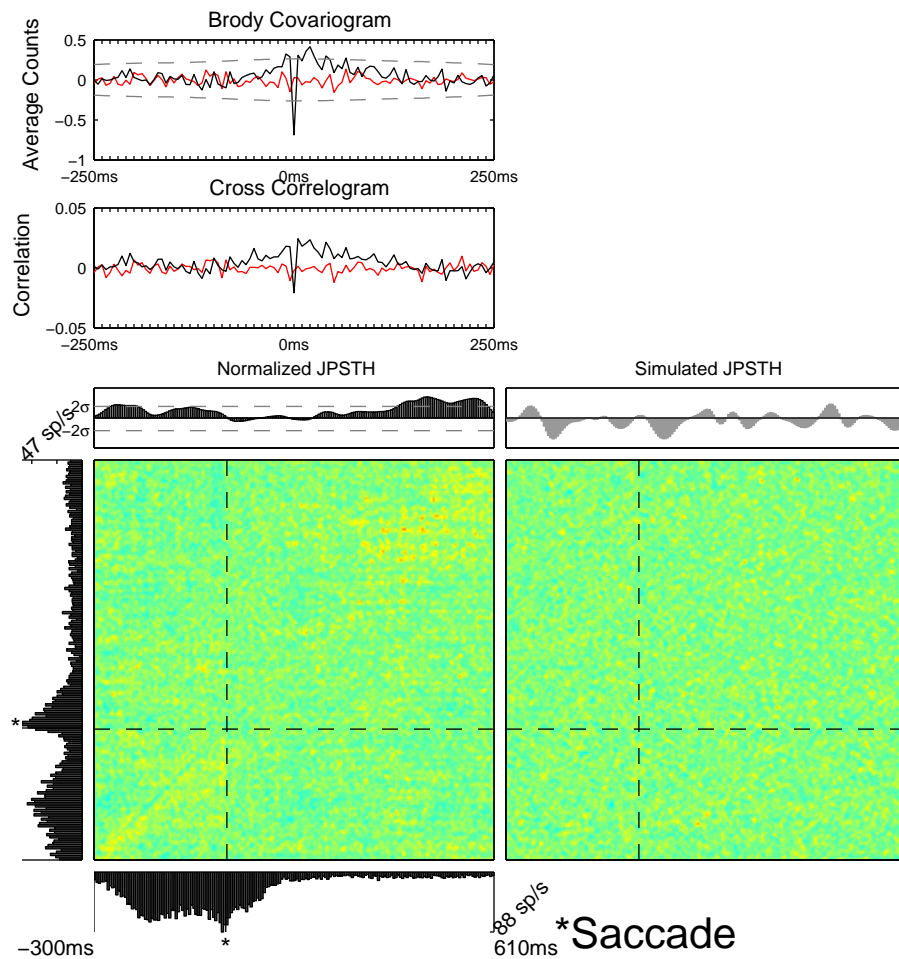 Brody Covariogram
Average Counts
0.5
0
−0.5
−1
−250ms
0ms
250ms
Cross Correlogram
Correlation
0.05
0
−0.05
−250ms
0ms
250ms
Normalized JPSTH
Simulated JPSTH
47 sp/s
2σ
−2σ
*
88 sp/s
*
−300ms
610ms
*Saccade